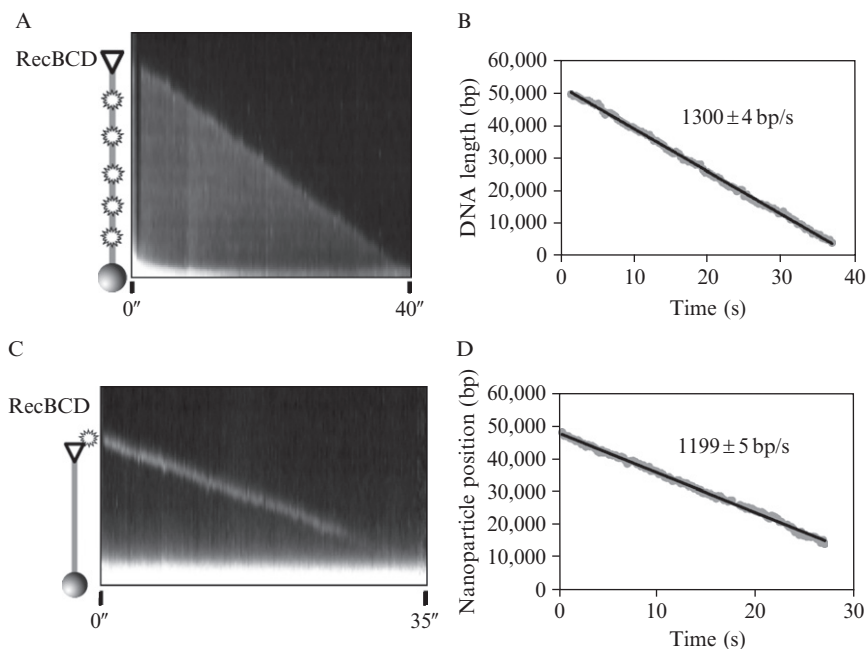 A
RecBCD
0″ 40″
B
DNA length (bp)
60,000
50,000
40,000
30,000
20,000
10,000
0
1300 ± 4 bp/s
0 10 20 30 40
Time (s)
C
RecBCD
0″ 35″
D
Nanoparticle position (bp)
60,000
50,000
40,000
30,000
20,000
10,000
0
1199 ± 5 bp/s
0 10 20 30
Time (s)